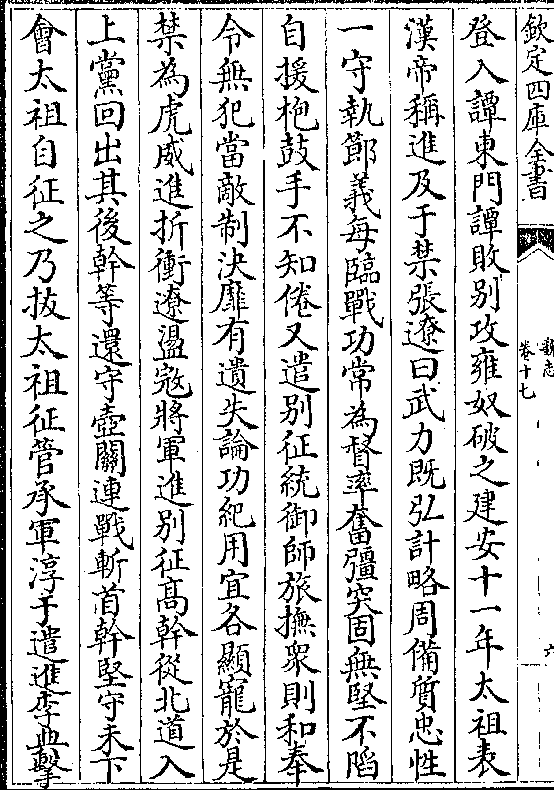 欽定四庫全書
魏志
卷十七
六
登入譚東門譚敗别攻雍奴破之建安十一年太祖表
漢帝稱進及于禁張遼曰武力既弘計略周備質忠性
一守執節義每臨戰功常為督率奮彊突固無堅不䧟
自援枹鼓手不知倦又遣别征統御師旅撫衆則和奉
令無犯當敵制決靡有遺失論功紀用宜各顯寵於是
禁為虎威進折衝遼盪宼將軍進別征髙幹從北道入
上黨回出其後幹等還守壺關連戰斬首幹堅守未下
會太祖自征之乃拔太祖征管承軍淳于遣進李典擊